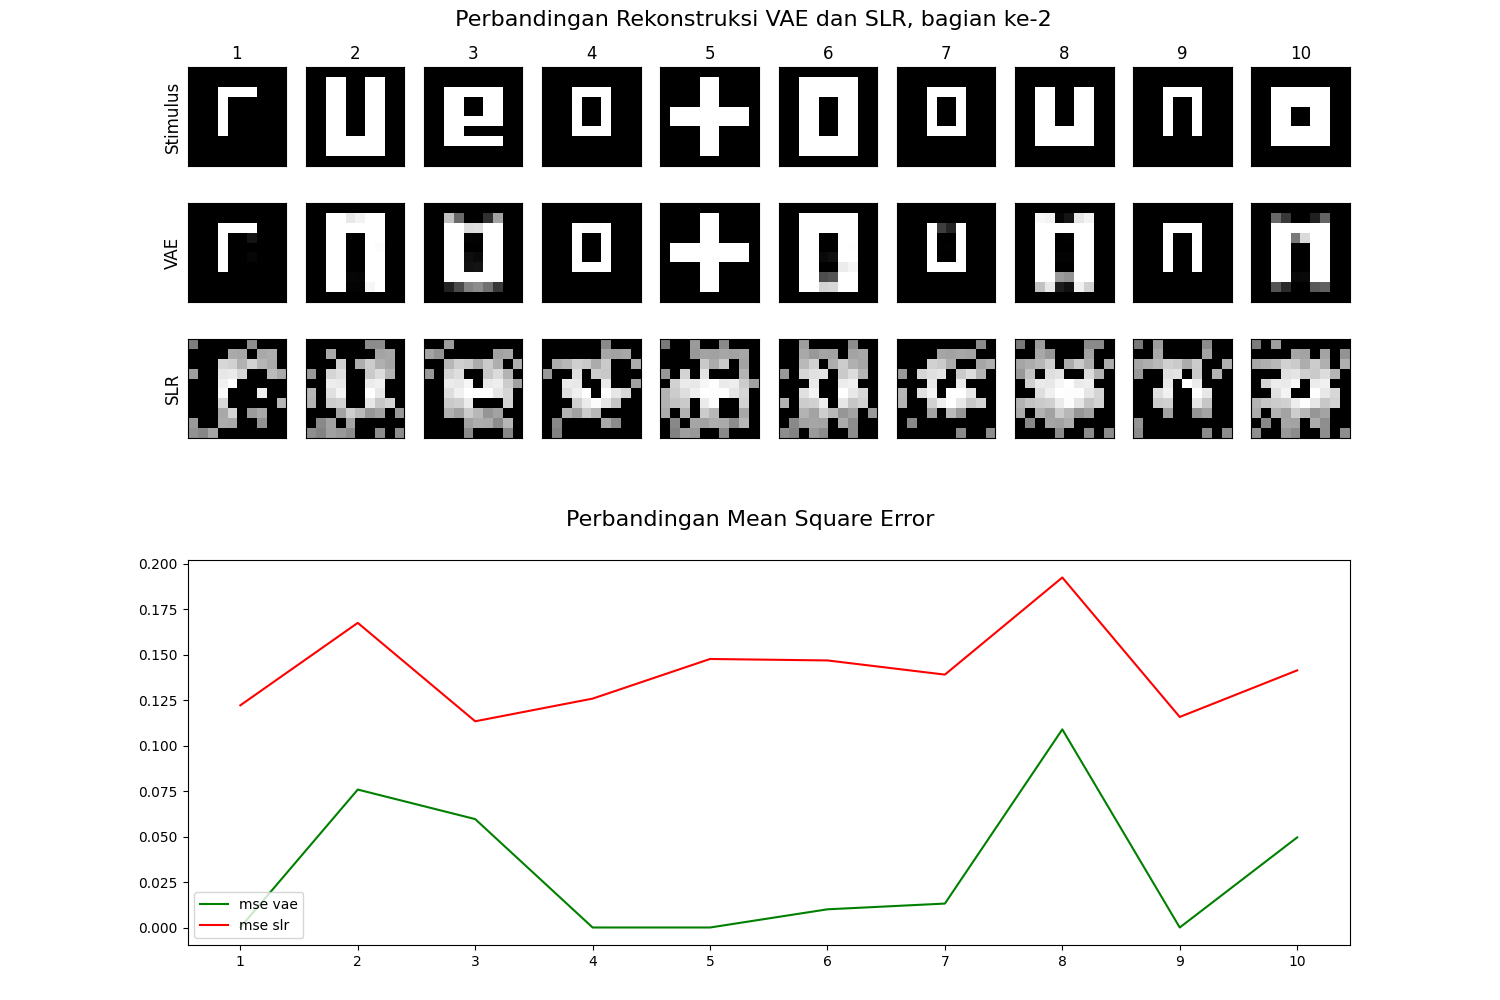 Perbandingan Rekonstruksi VAE dan SLR, bagian ke-2
1 2 3 4 5 6 7 8 9 10
Stimulus
VAE
SLR
Perbandingan Mean Square Error
0.200
0.175
0.150
0.125
0.100
0.075
0.050
0.025
0.000
mse vae
mse slr
1 2 3 4 5 6 7 8 9 10